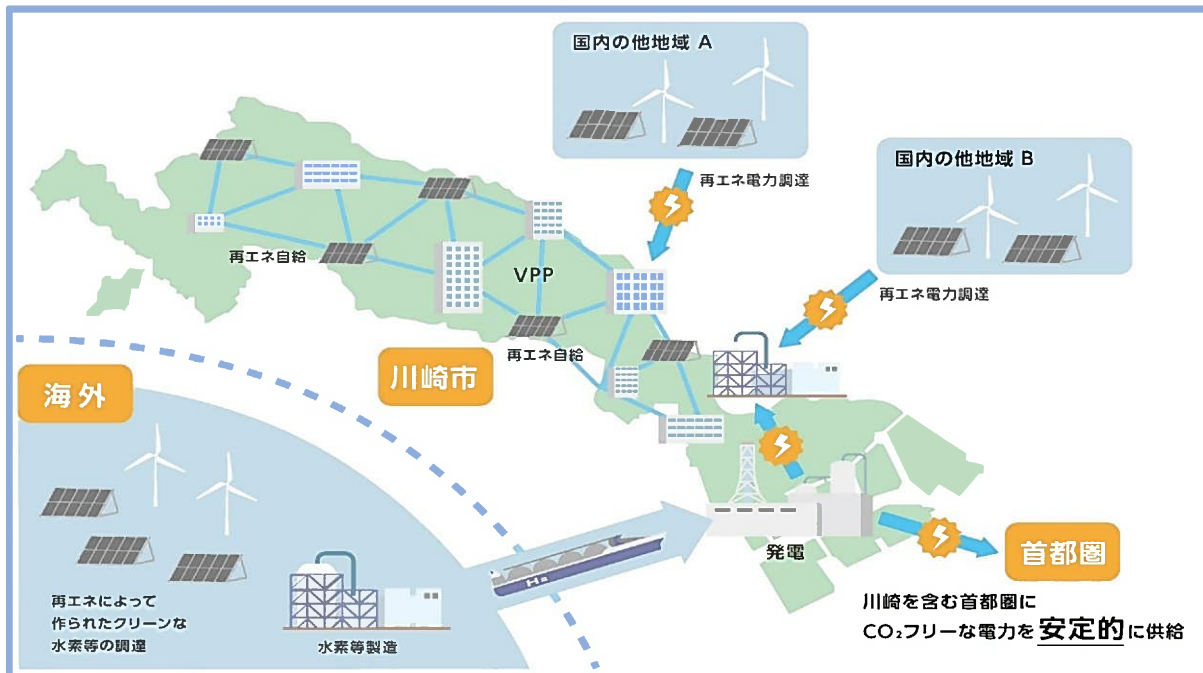 国内の他地域 A
再エネ電力調達
国内の他地域 B
再エネ電力調達
再エネ自給
VPP
再エネ自給
川崎市
海外
再エネによって
作られたクリーンな
水素等の調達
水素等製造
H₂
発電
首都圏
川崎を含む首都圏に
CO₂フリーな電力を安定的に供給